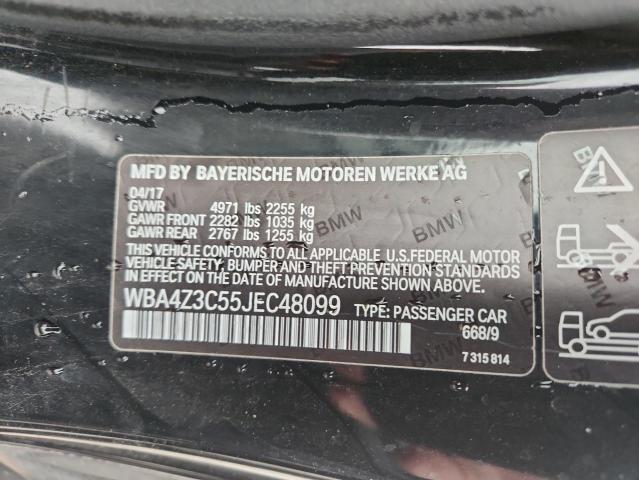 MFD BY BAYERISCHE MOTOREN WERKE AG
04/17
GVWR 4971 lbs 2255 kg
GAWR FRONT 2282 lbs 1035 kg
GAWR REAR 2767 lbs 1255 kg
THIS VEHICLE CONFORMS TO ALL APPLICABLE U.S.FEDERAL MOTOR
VEHICLE SAFETY, BUMPER AND THEFT PREVENTION STANDARDS
IN EFFECT ON THE DATE OF MANUFACTURE SHOWN ABOVE.
WBA4Z3C55JEC48099 TYPE: PASSENGER CAR
668/9
7 315 814
BMW
BMW